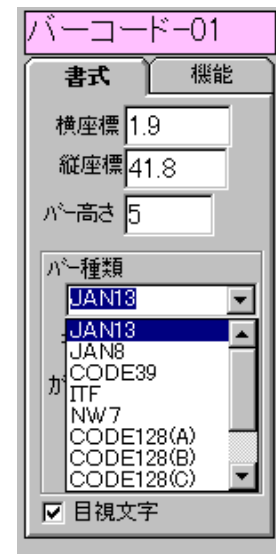 バーコード-01
書式 機能
横座標 1.9
縦座標 41.8
バー高さ 5
バー種類
JAN13
JAN13
JAN8
CODE39
ITF
NW7
CODE128(A)
CODE128(B)
CODE128(C)
目視文字